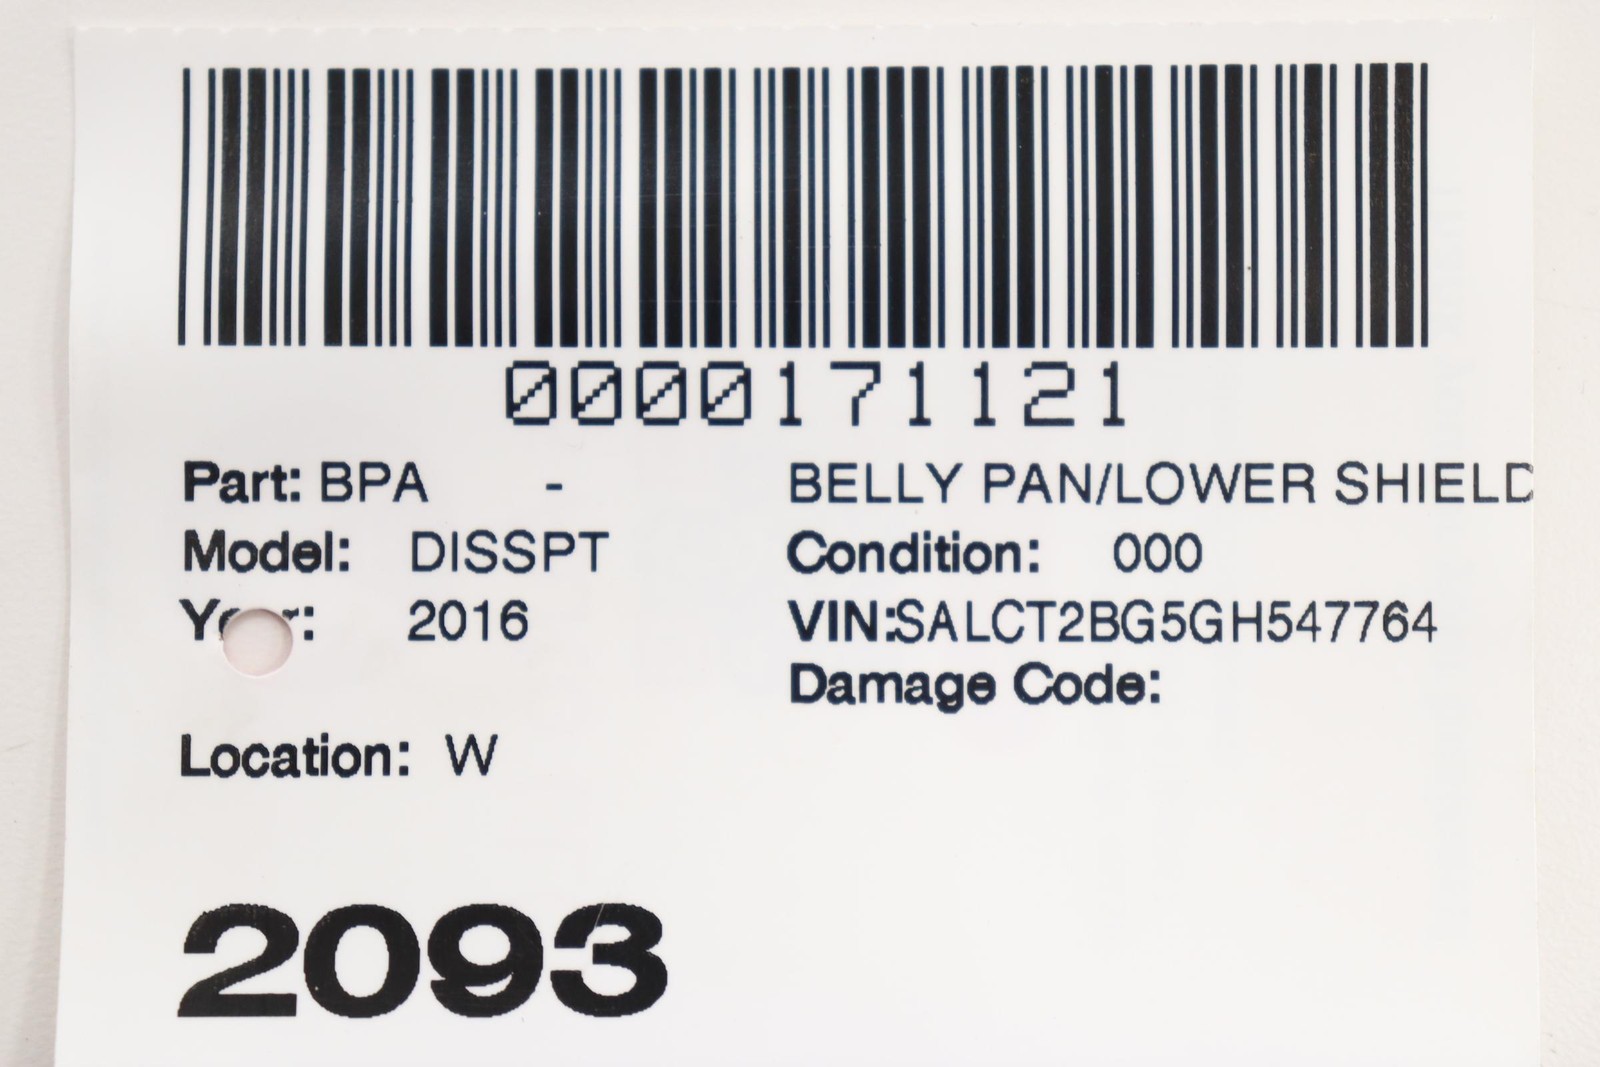 0000171121
Part: BPA - BELLY PAN/LOWER SHIELD
Model: DISSPT Condition: 000
Year: 2016 VIN:SALCT2BG5GH547764
Damage Code:
Location: W
2093